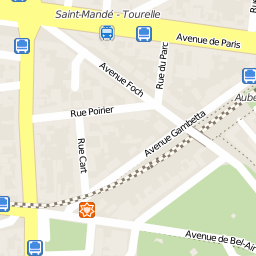 Saint-Mandé - Tourelle
Avenue de Paris
Rue du Parc
Avenue Foch
Rue Poirier
Aube
Avenue Gambetta
Rue Cart
Avenue de Bel-Air